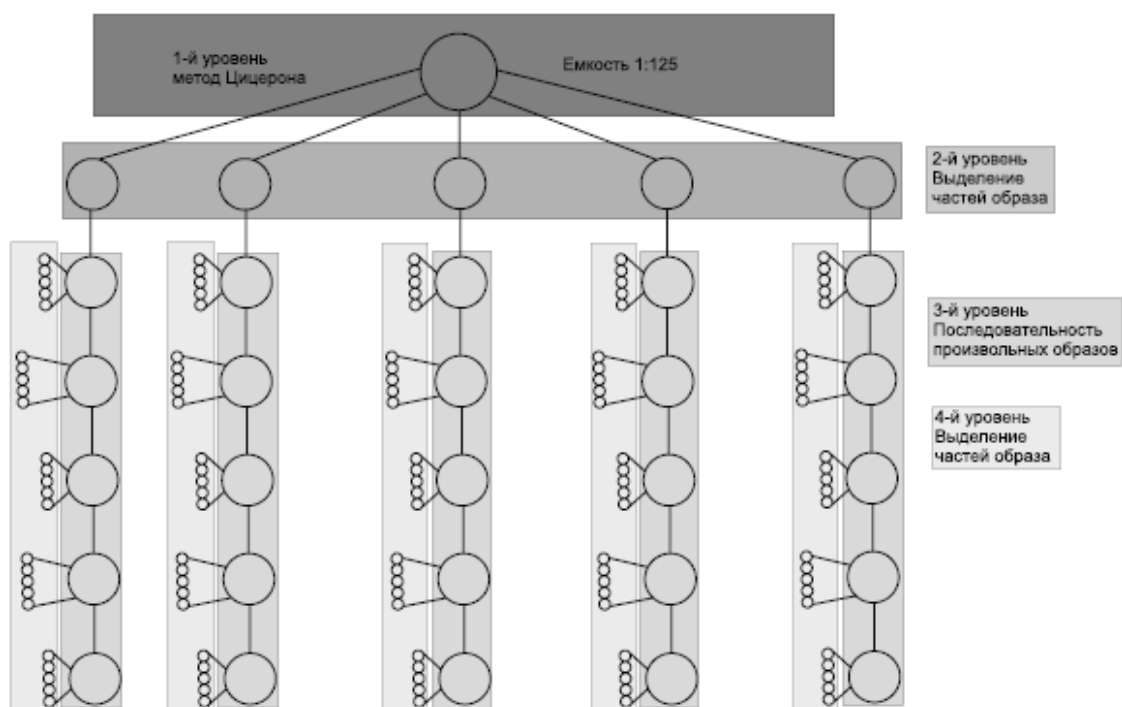 1-й уровень
метод Цицерона
Емкость 1:125
2-й уровень
Выделение
частей образа
3-й уровень
Последовательность
произвольных образов
4-й уровень
Выделение
частей образа